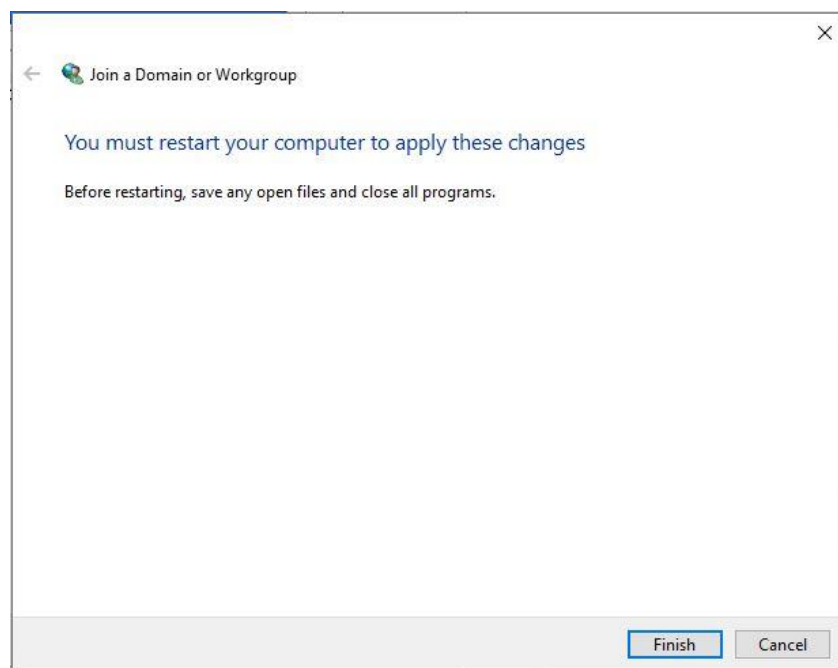 Join a Domain or Workgroup
You must restart your computer to apply these changes
Before restarting, save any open files and close all programs.
Finish Cancel